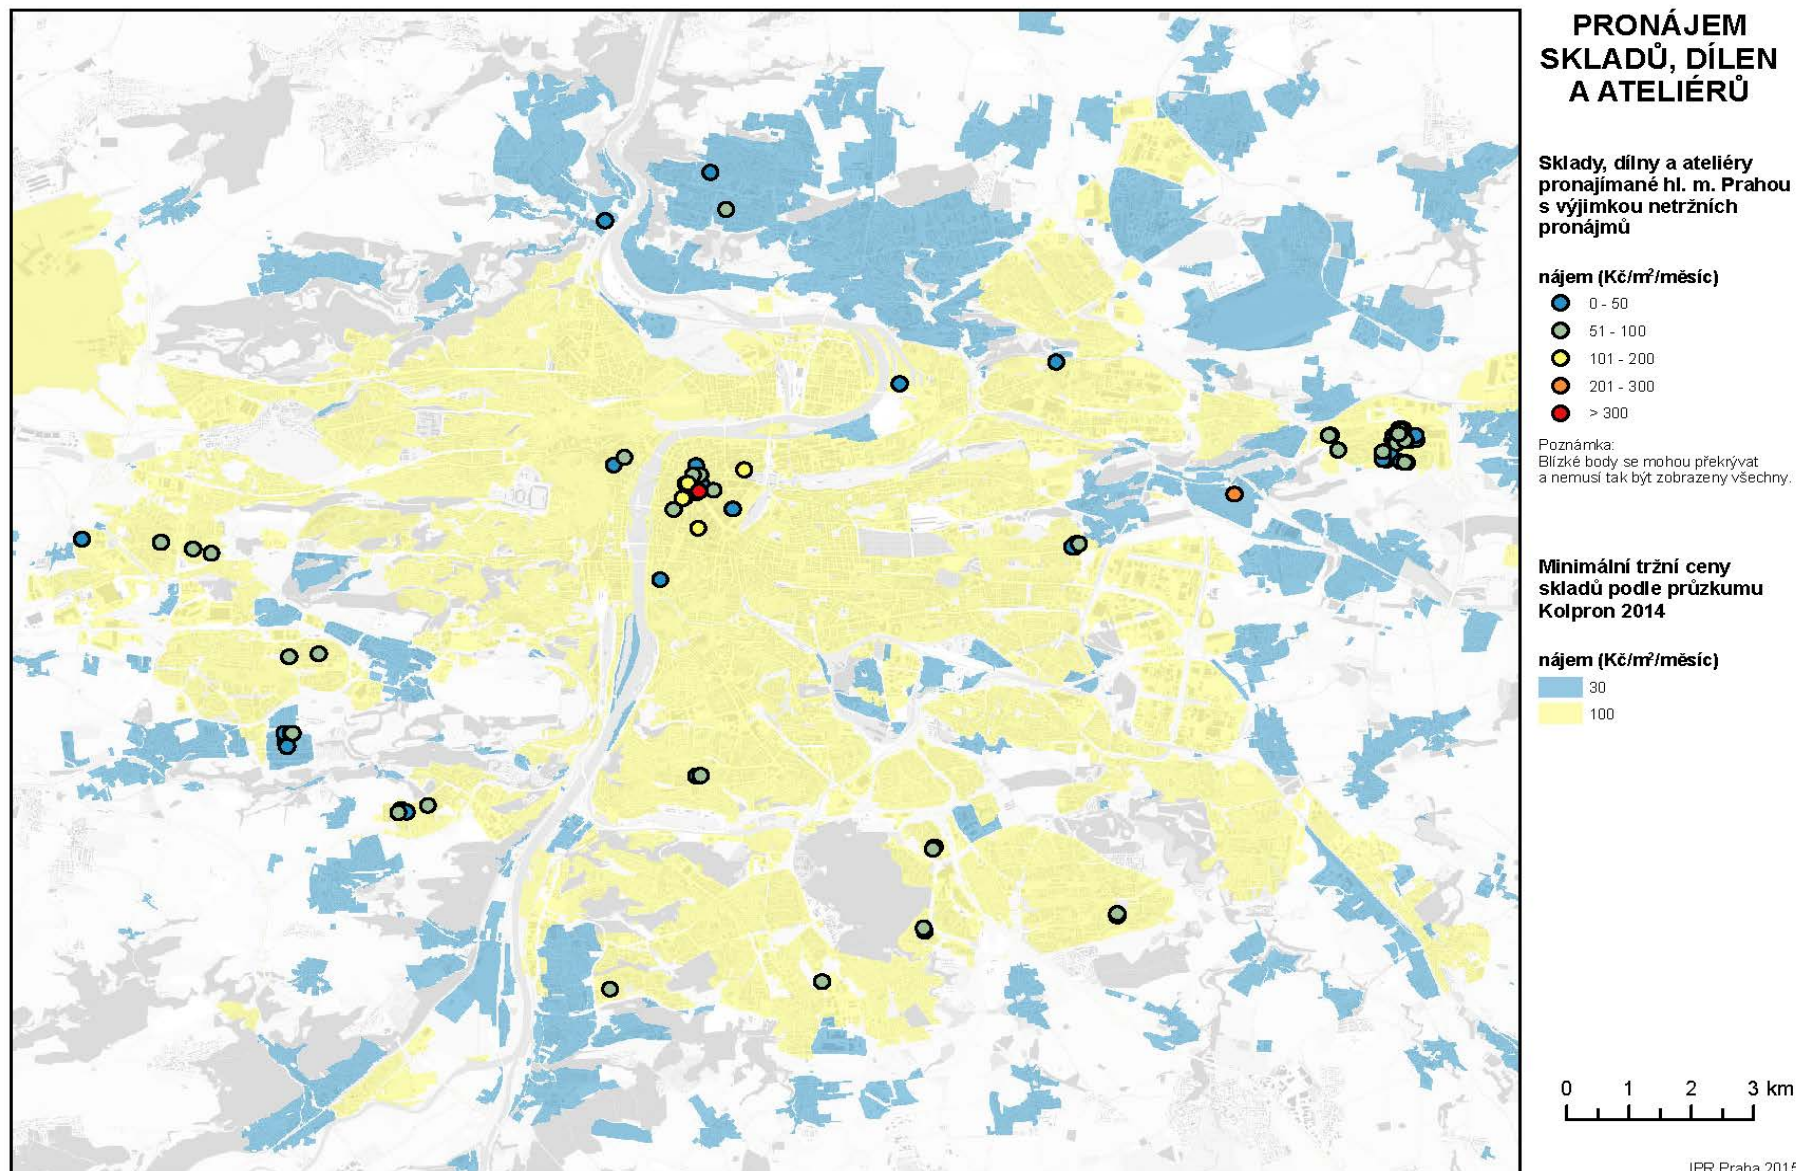 PRONÁJEM
SKLADŮ, DÍLEN
A ATELIÉRŮ
Sklady, dílny a ateliéry
pronajímané hl. m. Prahou
s výjimkou netržních
pronájmů
nájem (Kč/m²/měsíc)
0 - 50
51 - 100
101 - 200
201 - 300
> 300
Poznámka:
Blízké body se mohou překrývat
a nemusí tak být zobrazeny všechny.
Minimální tržní ceny
skladů podle průzkumu
Kolpron 2014
nájem (Kč/m²/měsíc)
30
100
0 1 2 3 km
IPR Praha 2015